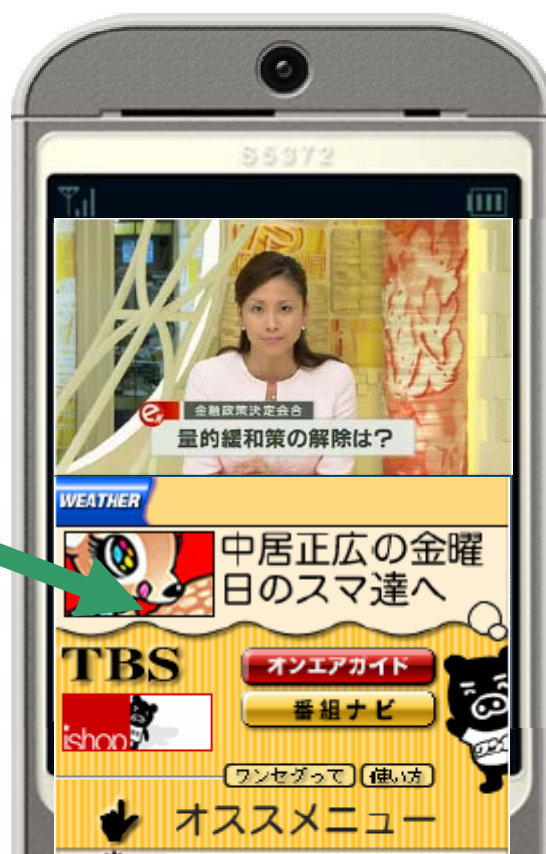 S5372
金融政策決定会合
量的緩和策の解除は?
WEATHER
中居正広の金曜
日のスマ達へ
TBS
オンエアガイド
番組ナビ
ishop
ワンセグって
使い方
オススメニュー